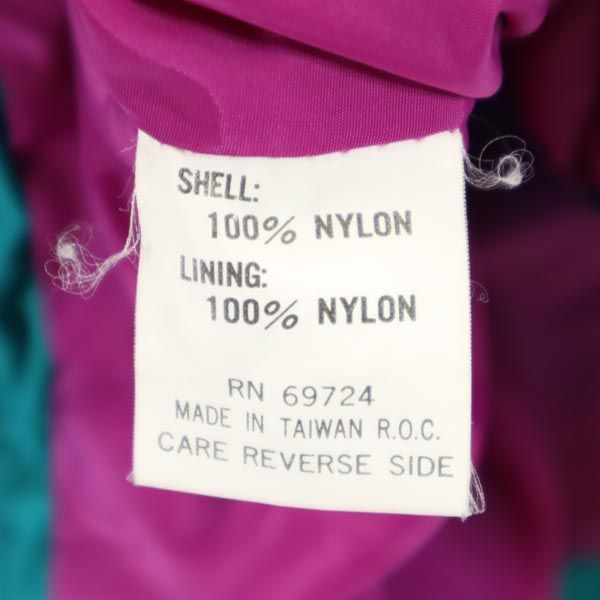 SHELL:
100% NYLON
LINING:
100% NYLON
RN 69724
MADE IN TAIWAN R.O.C.
CARE REVERSE SIDE